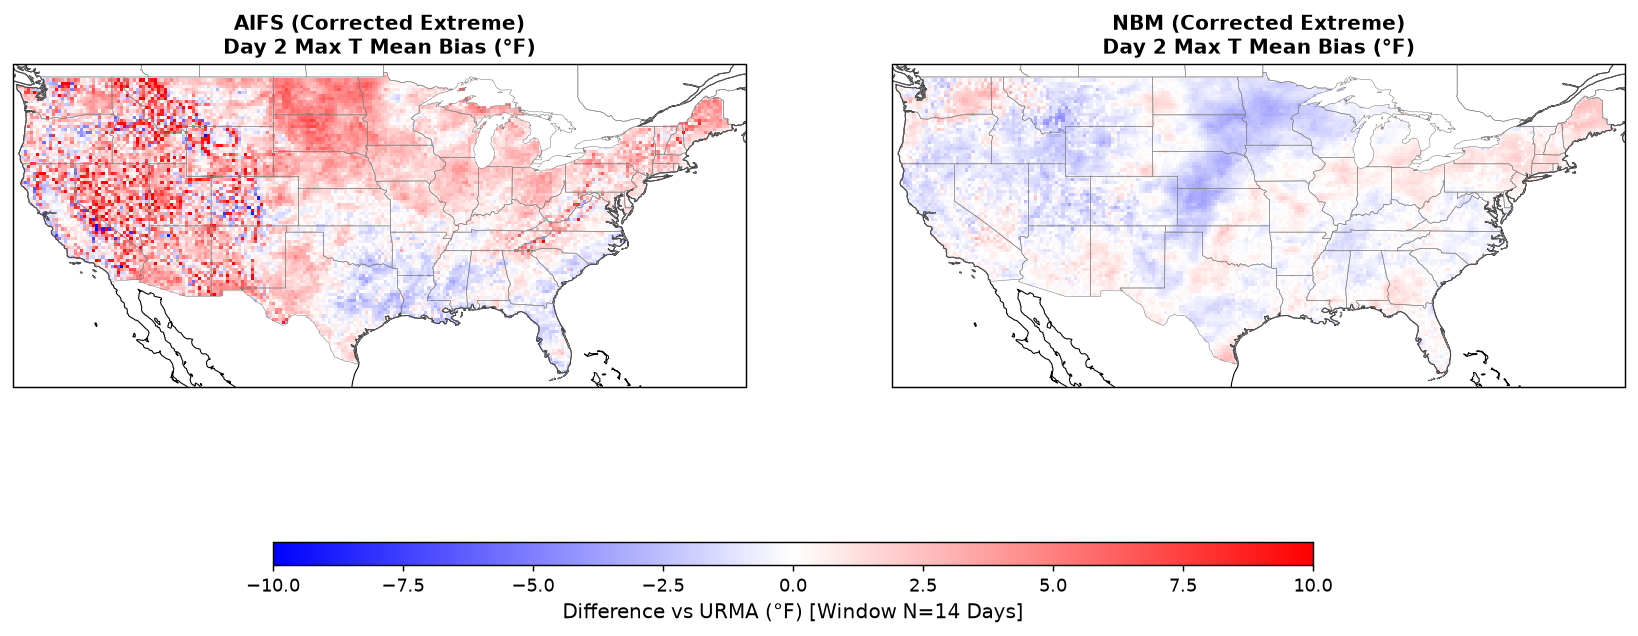 AIFS (Corrected Extreme)
Day 2 Max T Mean Bias (°F)
NBM (Corrected Extreme)
Day 2 Max T Mean Bias (°F)
−10.0 −7.5 −5.0 −2.5 0.0 2.5 5.0 7.5 10.0
Difference vs URMA (°F) [Window N=14 Days]